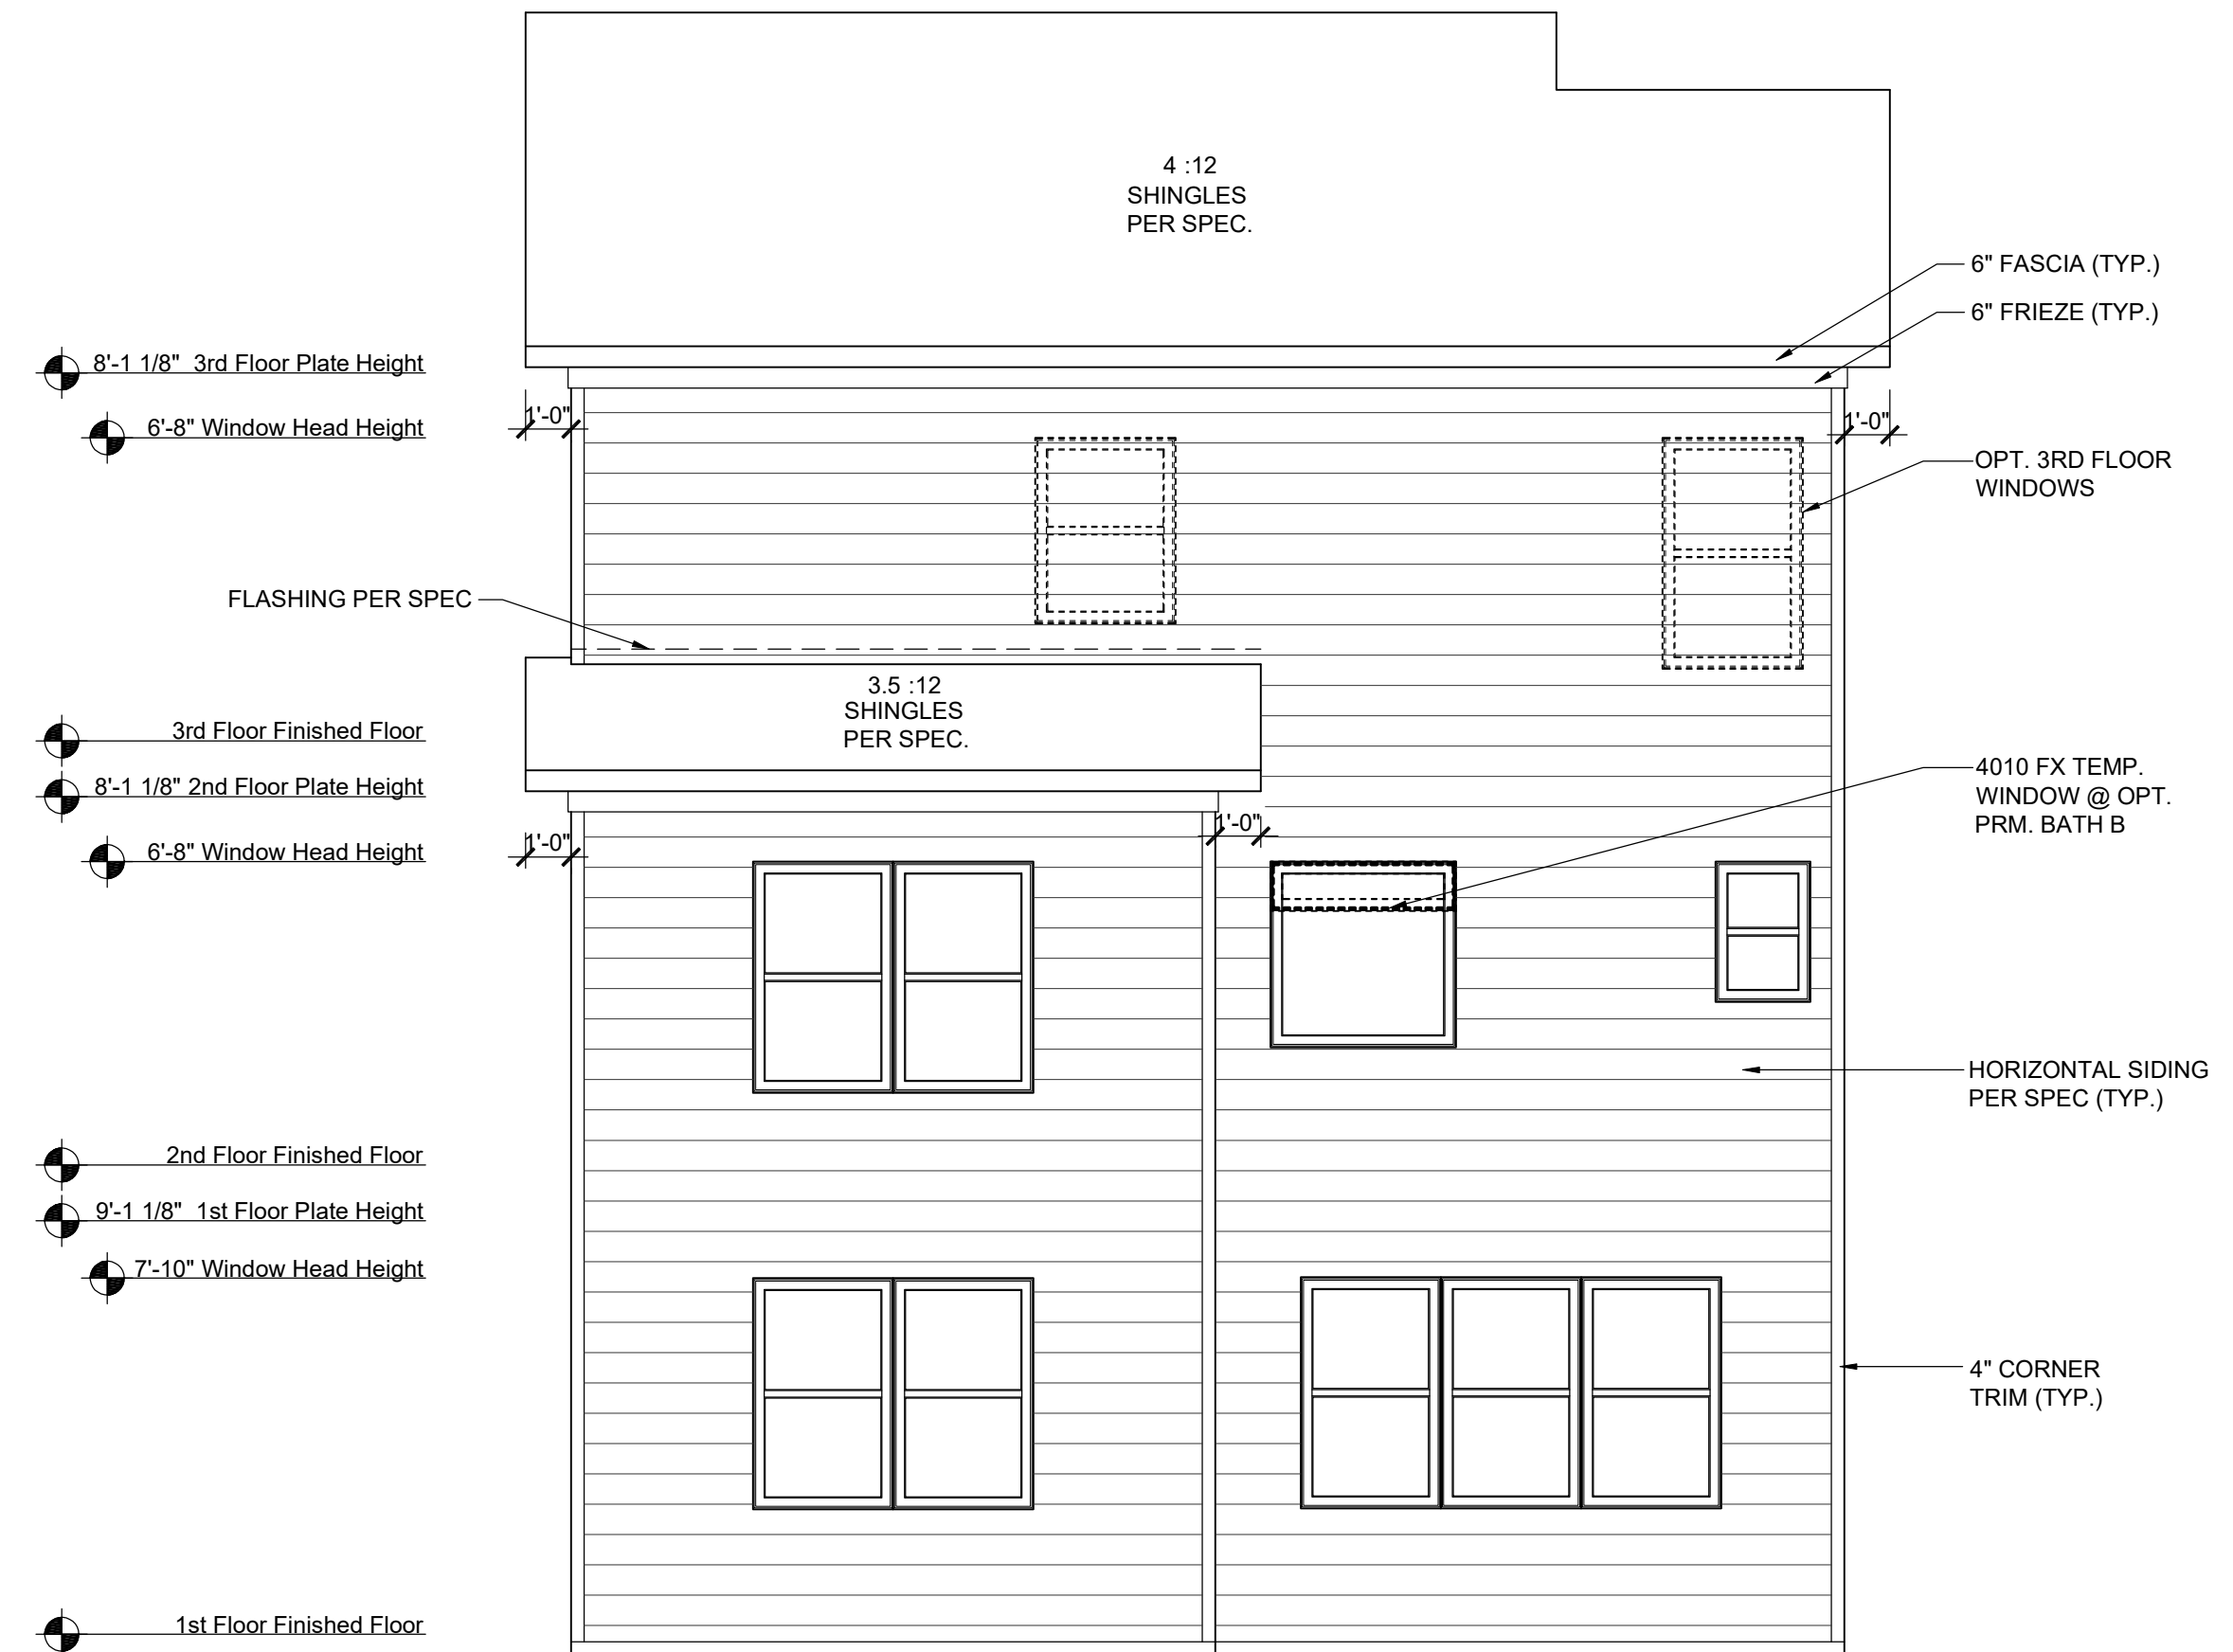 4 :12
SHINGLES
PER SPEC.
6" FASCIA (TYP.)
6" FRIEZE (TYP.)
8'-1 1/8"  3rd Floor Plate Height
6'-8" Window Head Height
1'-0"
1'-0"
OPT. 3RD FLOOR
WINDOWS
FLASHING PER SPEC
3.5 :12
SHINGLES
PER SPEC.
3rd Floor Finished Floor
8'-1 1/8" 2nd Floor Plate Height
6'-8" Window Head Height
1'-0"
1'-0"
4010 FX TEMP.
WINDOW @ OPT.
PRM. BATH B
HORIZONTAL SIDING
PER SPEC (TYP.)
2nd Floor Finished Floor
9'-1 1/8"  1st Floor Plate Height
7'-10" Window Head Height
4" CORNER
TRIM (TYP.)
1st Floor Finished Floor